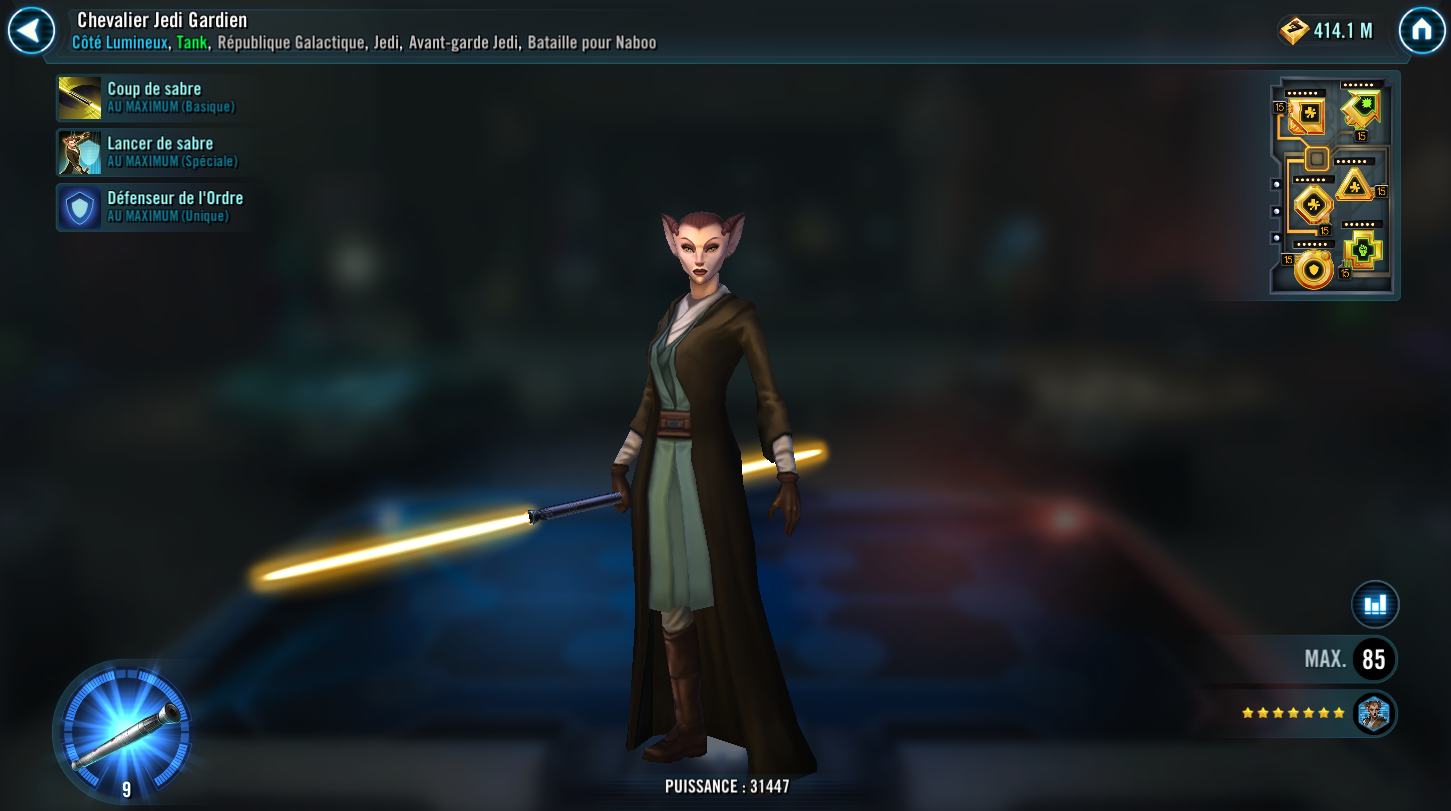 Chevalier Jedi Gardien
Côté Lumineux, Tank, République Galactique, Jedi, Avant-garde Jedi, Bataille pour Naboo
414.1 M
Coup de sabre
AU MAXIMUM (Basique)
Lancer de sabre
AU MAXIMUM (Spéciale)
Défenseur de l'Ordre
AU MAXIMUM (Unique)
15
15
15
15
15
15
MAX. 85
9
PUISSANCE : 31447